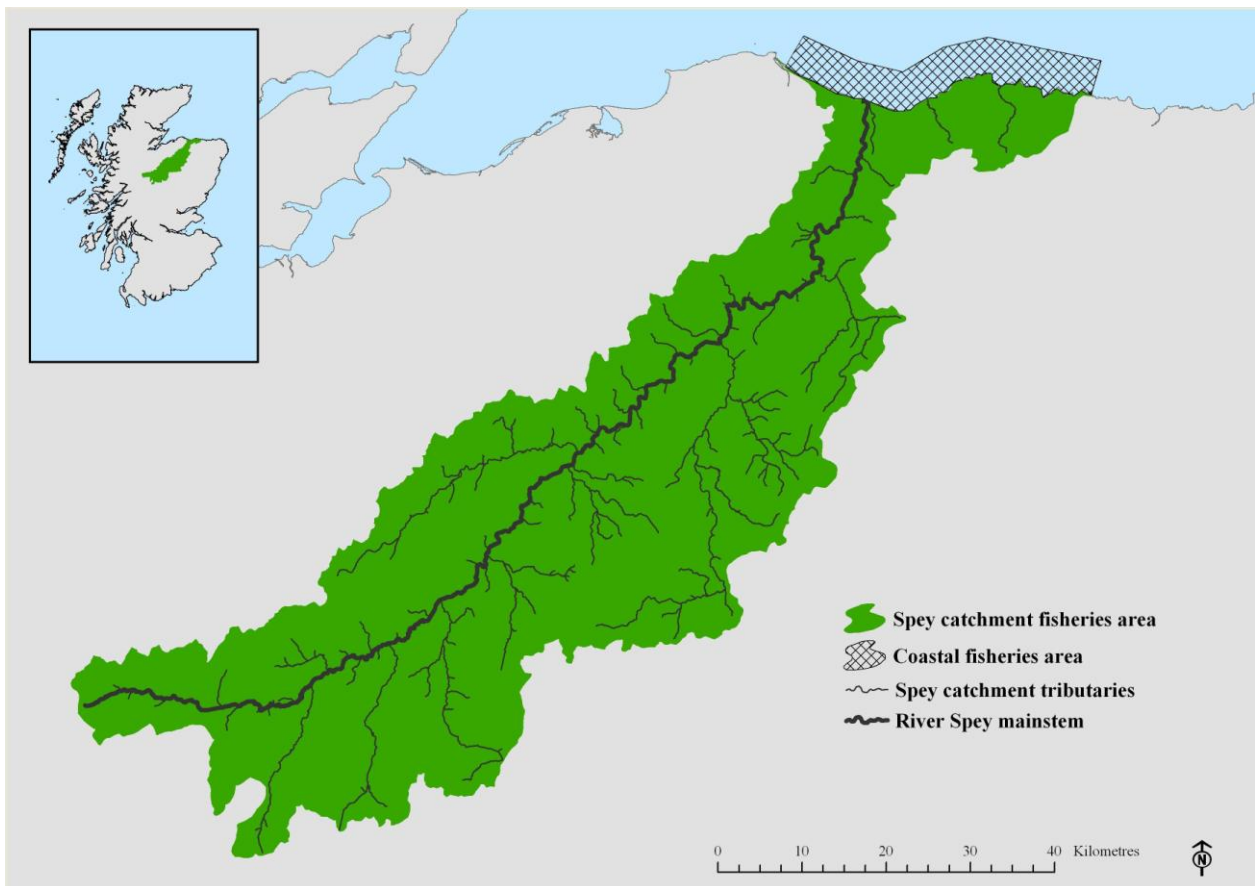 Spey catchment fisheries area
Coastal fisheries area
Spey catchment tributaries
River Spey mainstem
0 10 20 30 40 Kilometres
N